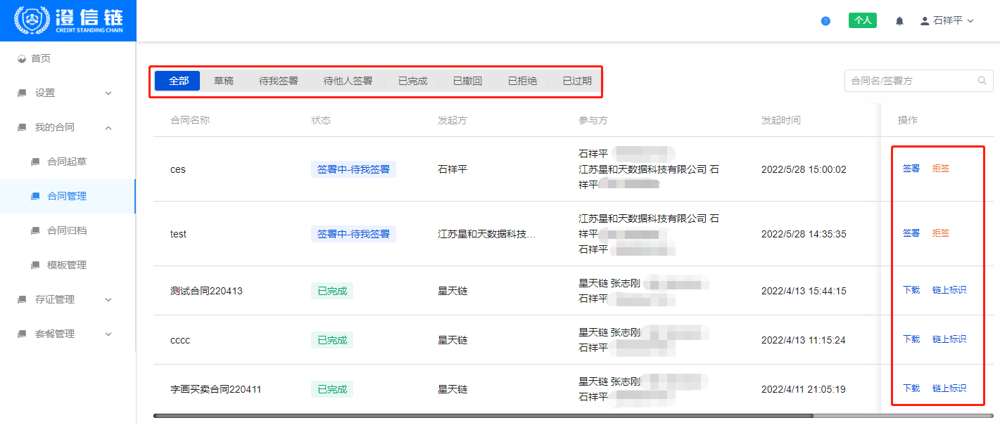 澄信链
CREDIT STANDING CHAIN
个人
石祥平
首页
设置
我的合同
合同起草
合同管理
合同归档
模板管理
存证管理
套餐管理
全部 草稿 待我签署 待他人签署 已完成 已撤回 已拒绝 已过期
合同名/签署方
合同名称 状态 发起方 参与方 发起时间 操作
ces 签署中-待我签署 石祥平 石祥平 2022/5/28 15:00:02 签署 拒签
江苏星和天数据科技有限公司 石
祥平
test 签署中-待我签署 江苏星和天数据科技... 江苏星和天数据科技有限公司 石 2022/5/28 14:35:35 签署 拒签
祥平
石祥平
测试合同220413 已完成 星天链 星天链 张志刚 2022/4/13 15:44:15 下载 链上标识
石祥平
cccc 已完成 星天链 星天链 张志刚 2022/4/13 11:15:24 下载 链上标识
石祥平
字画买卖合同220411 已完成 星天链 星天链 张志刚 2022/4/11 21:05:19 下载 链上标识
石祥平